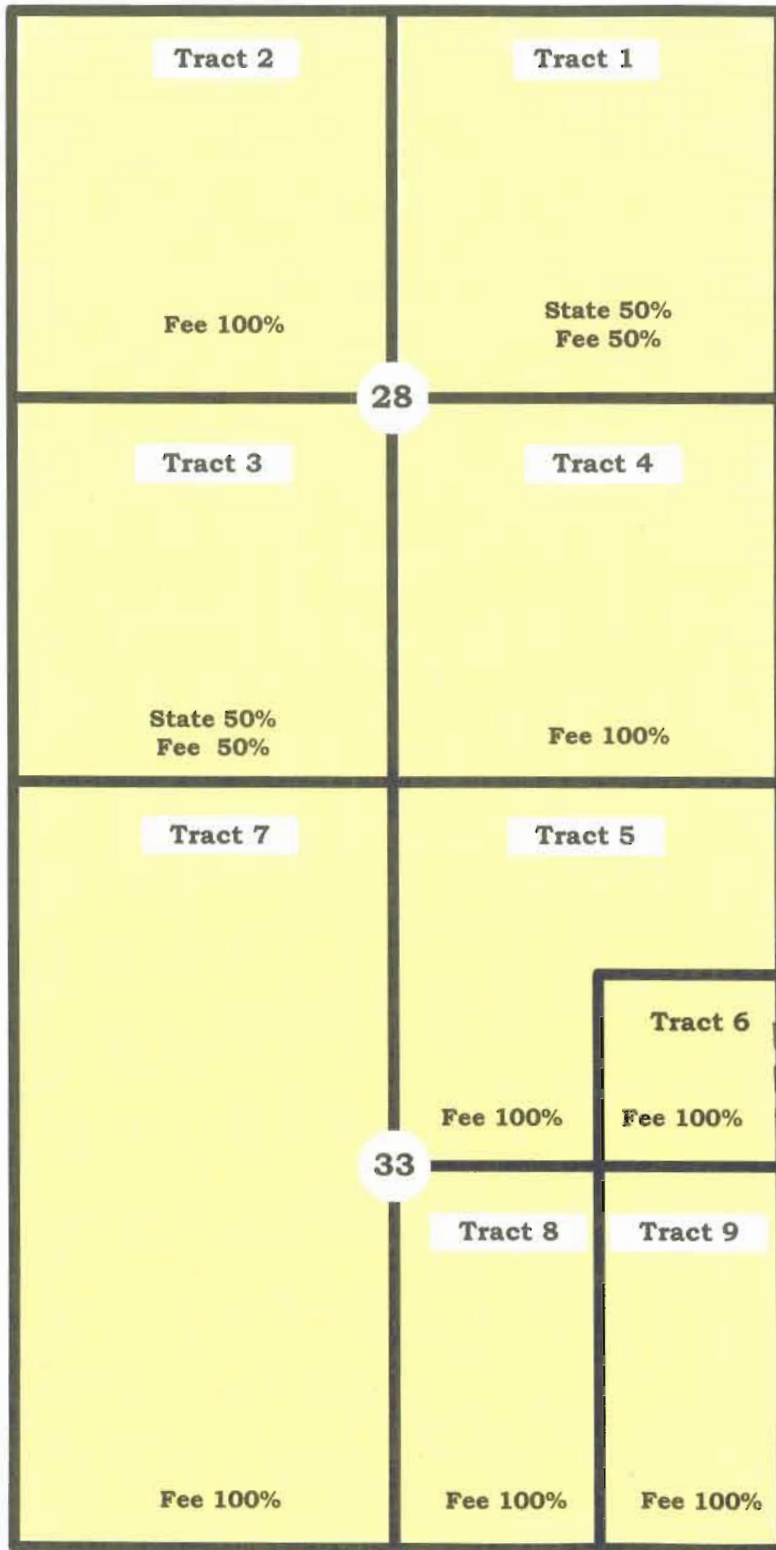 Tract 2
Tract 1
Fee 100%
State 50%
Fee 50%
28
Tract 3
Tract 4
State 50%
Fee 50%
Fee 100%
Tract 7
Tract 5
Tract 6
Fee 100%
Fee 100%
33
Tract 8
Tract 9
Fee 100%
Fee 100%
Fee 100%